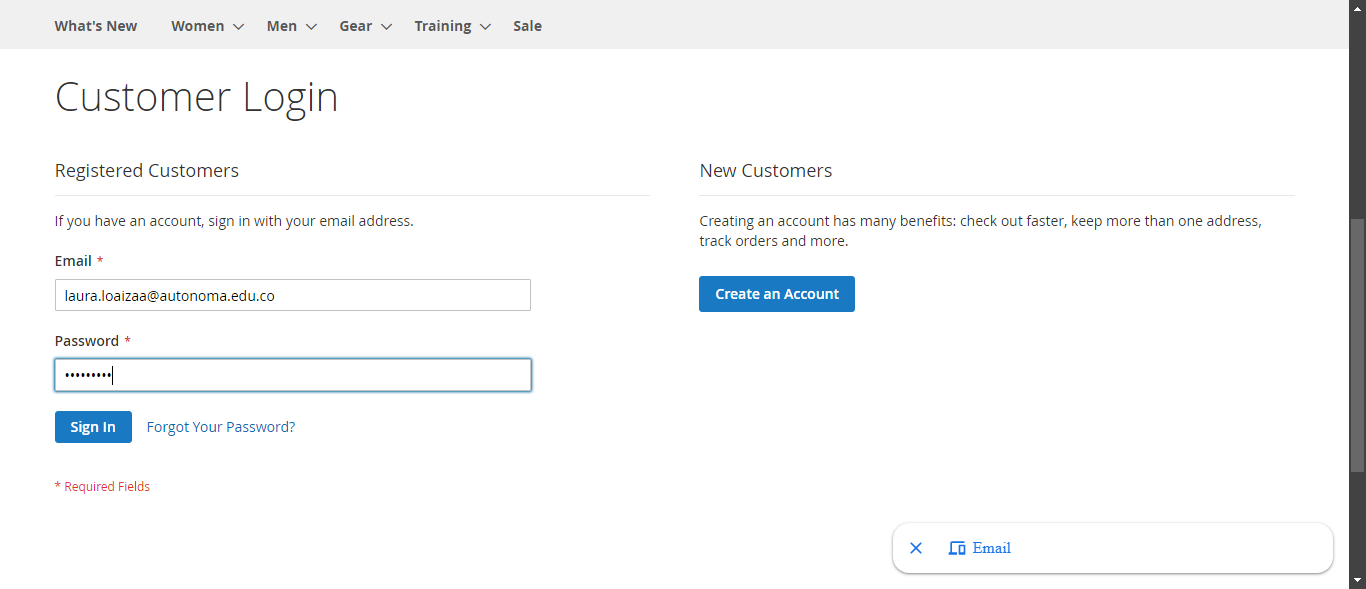 What's New Women Men Gear Training Sale
Customer Login
Registered Customers
If you have an account, sign in with your email address.
Email *
laura.loaizaa@autonoma.edu.co
Password *
•••••••••
Sign In Forgot Your Password?
* Required Fields
New Customers
Creating an account has many benefits: check out faster, keep more than one address,
track orders and more.
Create an Account
Email